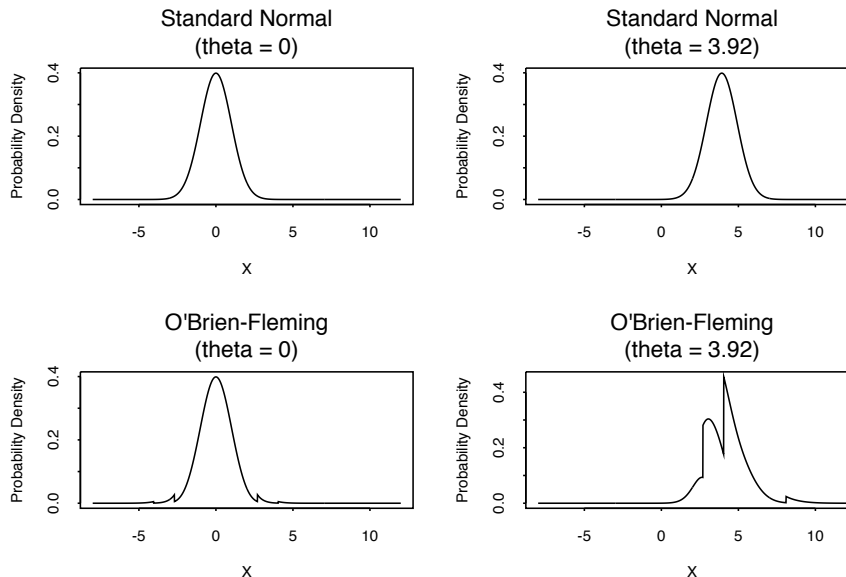 Standard Normal
(theta = 0)
Probability Density
0.0
0.2
0.4
-5
0
5
10
X
Standard Normal
(theta = 3.92)
Probability Density
0.0
0.2
0.4
-5
0
5
10
X
O'Brien-Fleming
(theta = 0)
Probability Density
0.0
0.2
0.4
-5
0
5
10
X
O'Brien-Fleming
(theta = 3.92)
Probability Density
0.0
0.2
0.4
-5
0
5
10
X